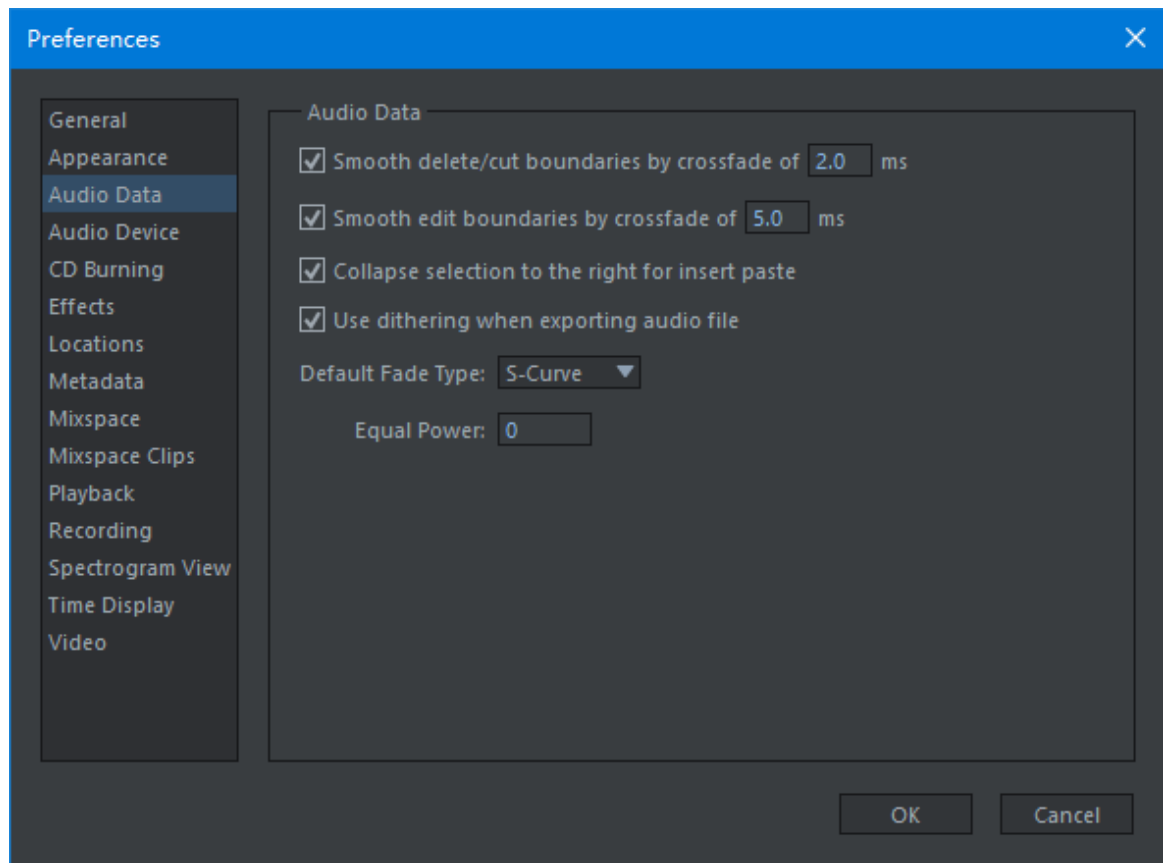 Preferences
General
Appearance
Audio Data
Audio Device
CD Burning
Effects
Locations
Metadata
Mixspace
Mixspace Clips
Playback
Recording
Spectrogram View
Time Display
Video
Audio Data
Smooth delete/cut boundaries by crossfade of 2.0 ms
Smooth edit boundaries by crossfade of 5.0 ms
Collapse selection to the right for insert paste
Use dithering when exporting audio file
Default Fade Type: S-Curve
Equal Power: 0
OK Cancel